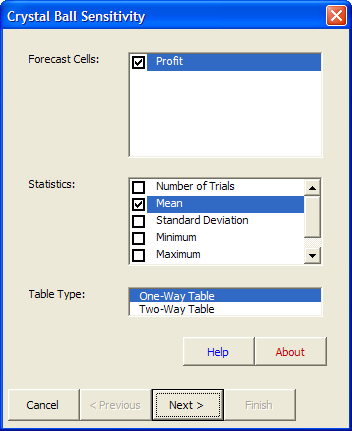 Crystal Ball Sensitivity
Forecast Cells:
Profit
Statistics:
Number of Trials
Mean
Standard Deviation
Minimum
Maximum
Table Type:
One-Way Table
Two-Way Table
Help
About
Cancel
< Previous
Next >
Finish